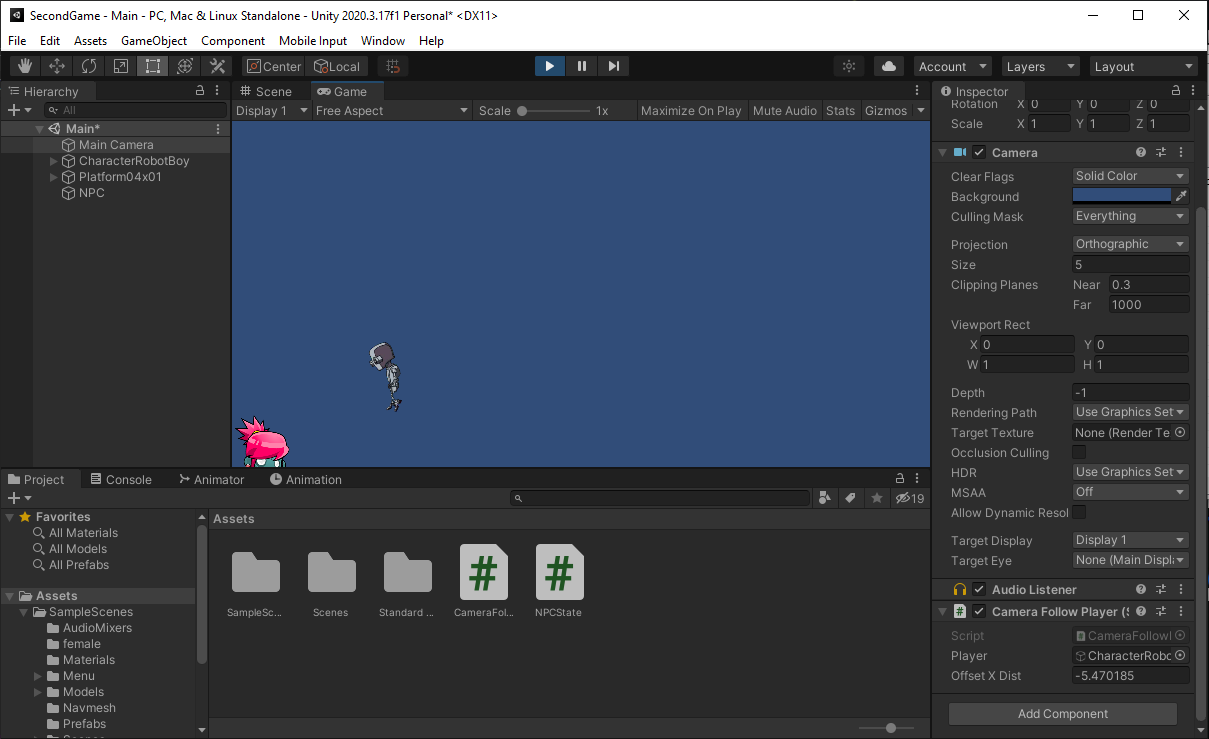 SecondGame - Main - PC, Mac & Linux Standalone - Unity 2020.3.17f1 Personal* <DX11>
File Edit Assets GameObject Component Mobile Input Window Help
Center Local Account Layers Layout
Hierarchy
All
Main*
Main Camera
CharacterRobotBoy
Platform04x01
NPC
Scene Game
Display 1 Free Aspect Scale 1x Maximize On Play Mute Audio Stats Gizmos
Inspector
Rotation X 0 Y 0 Z 0
Scale X 1 Y 1 Z 1
Camera
Clear Flags Solid Color
Background
Culling Mask Everything
Projection Orthographic
Size 5
Clipping Planes Near 0.3
Far 1000
Viewport Rect
X 0 Y 0
W 1 H 1
Depth -1
Rendering Path Use Graphics Set
Target Texture None (Render Te
Occlusion Culling
HDR Use Graphics Set
MSAA Off
Allow Dynamic Resol
Target Display Display 1
Target Eye None (Main Displa
Audio Listener
Camera Follow Player (S
Script CameraFollowI
Player CharacterRobo
Offset X Dist -5.470185
Add Component
Project Console Animator Animation
19
Favorites
All Materials
All Models
All Prefabs
Assets
SampleScenes
AudioMixers
female
Materials
Menu
Models
Navmesh
Prefabs
Assets
SampleSc... Scenes Standard ... CameraFol... NPCState